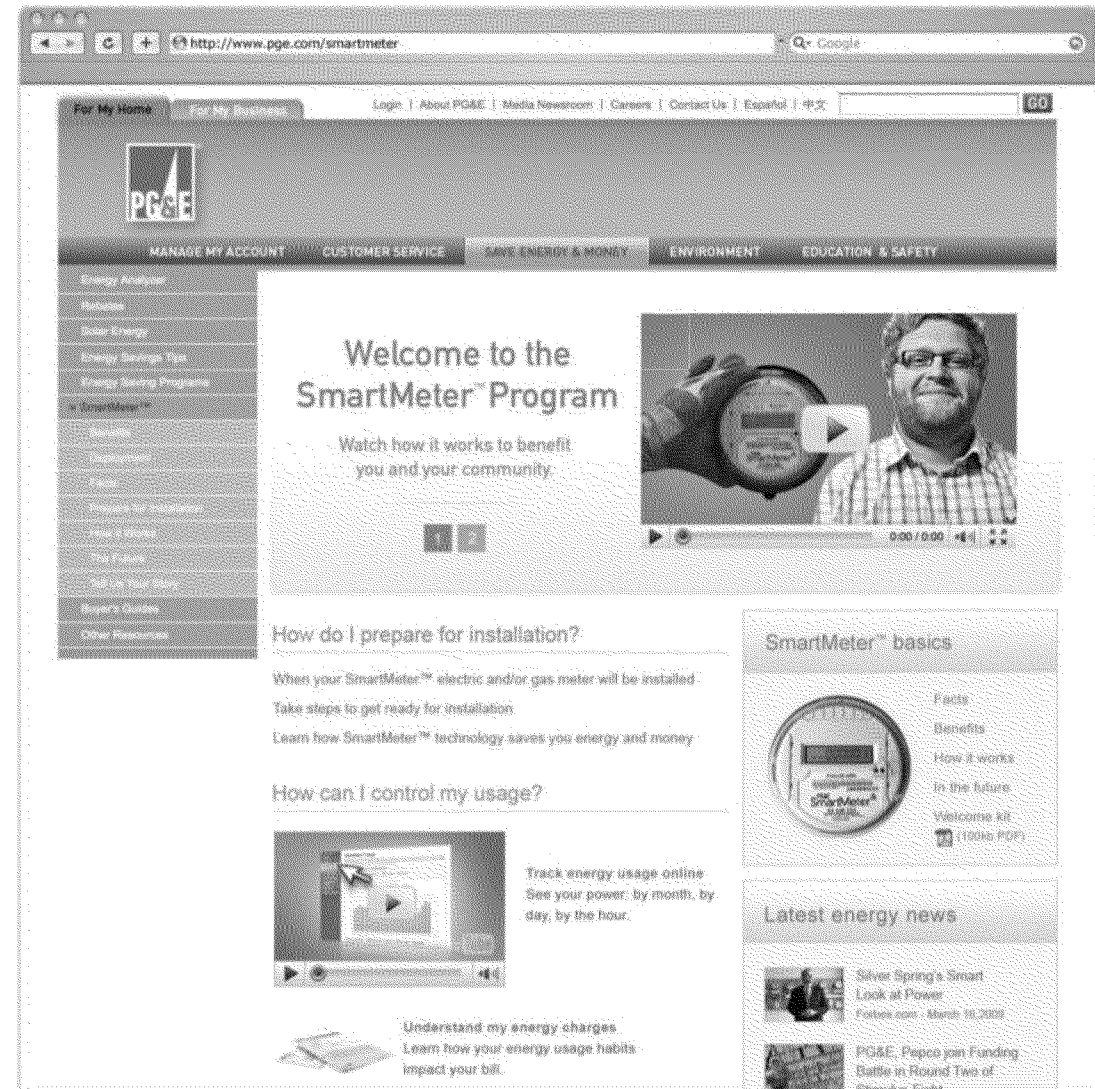 http://www.pge.com/smartmeter
Google
For My Home
For My Business
Login | About PG&E | Media Newsroom | Careers | Contact Us | Español | 中文
GO
PG&E
MANAGE MY ACCOUNT
CUSTOMER SERVICE
SAVE ENERGY & MONEY
ENVIRONMENT
EDUCATION & SAFETY
Energy Analyzer
Rebates
Solar Energy
Energy Savings Tips
Energy Saving Programs
SmartMeter™
Benefits
Deployment
Facts
Prepare for Installation
How it Works
The Future
Tell Us Your Story
Buyer's Guides
Other Resources
Welcome to the
SmartMeter™ Program
Watch how it works to benefit
you and your community.
1 2
0:00 / 0:00
How do I prepare for installation?
When your SmartMeter™ electric and/or gas meter will be installed
Take steps to get ready for installation
Learn how SmartMeter™ technology saves you energy and money
How can I control my usage?
Track energy usage online
See your power: by month, by
day, by the hour.
Understand my energy charges
Learn how your energy usage habits
impact your bill.
SmartMeter™ basics
SmartMeter
Facts
Benefits
How it works
In the future
Welcome kit
(100kb PDF)
Latest energy news
Silver Spring's Smart
Look at Power
Forbes.com - March 16, 2009
PG&E, Pepco join Funding
Battle in Round Two of